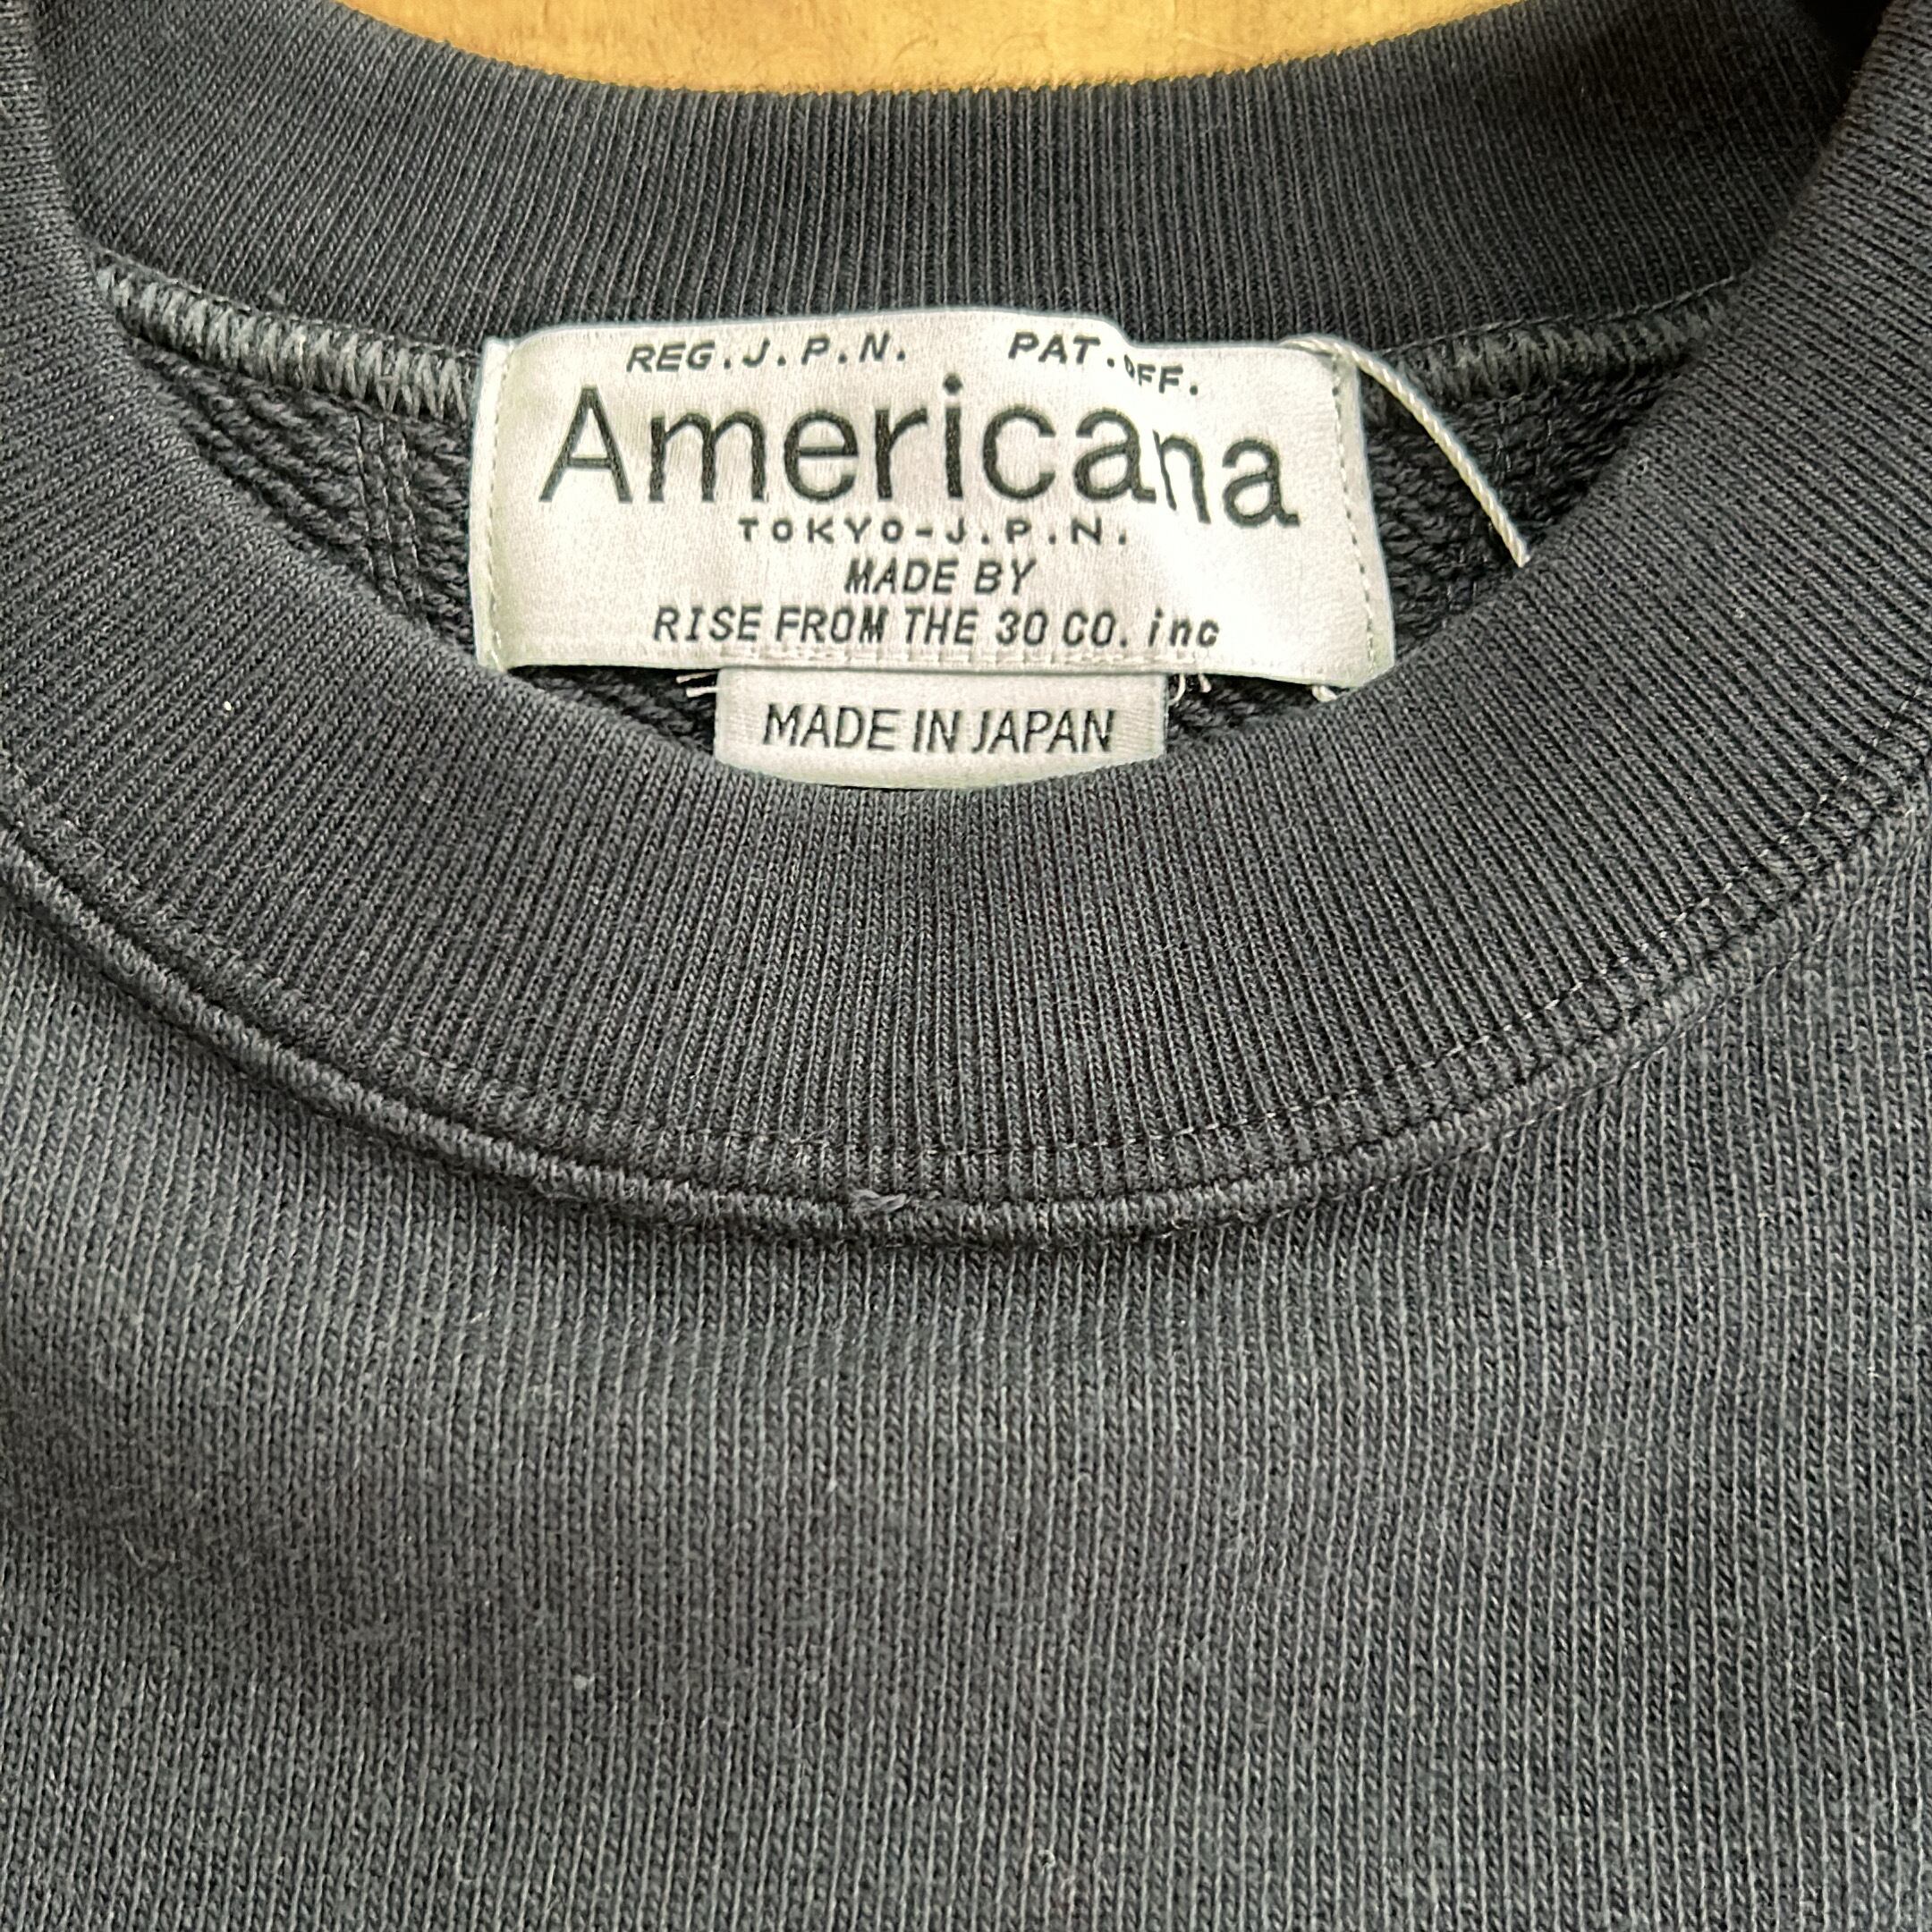 REG.J.P.N. PAT.OFF.
Americana
TOKYO-J.P.N.
MADE BY
RISE FROM THE 30 CO. inc
MADE IN JAPAN